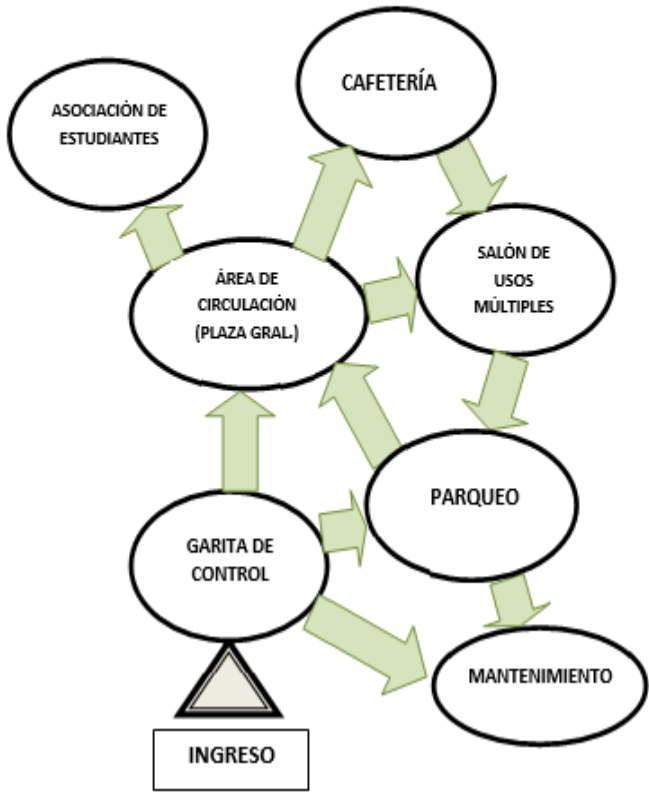 CAFETERÍA
ASOCIACIÓN DE
ESTUDIANTES
SALÓN DE
USOS
MÚLTIPLES
ÁREA DE
CIRCULACIÓN
(PLAZA GRAL.)
PARQUEO
GARITA DE
CONTROL
MANTENIMIENTO
INGRESO